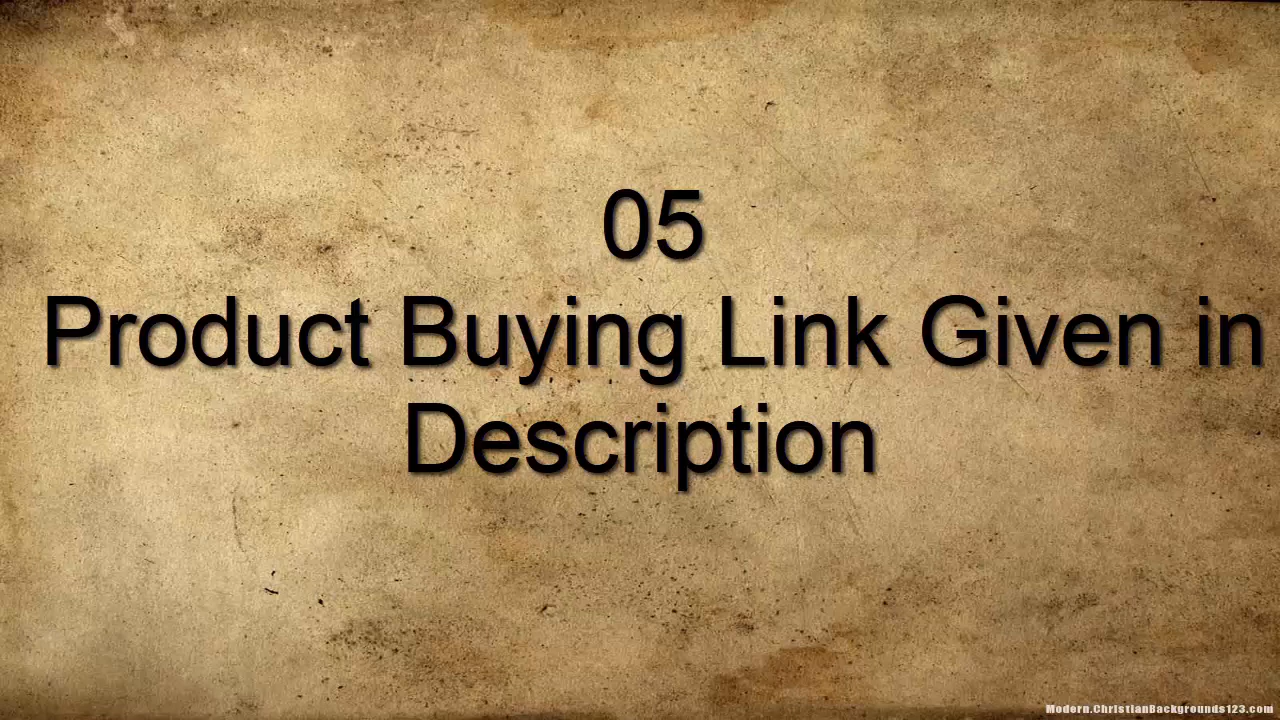 05
Product Buying Link Given in
Description
Modern.ChristianBackgrounds123.com